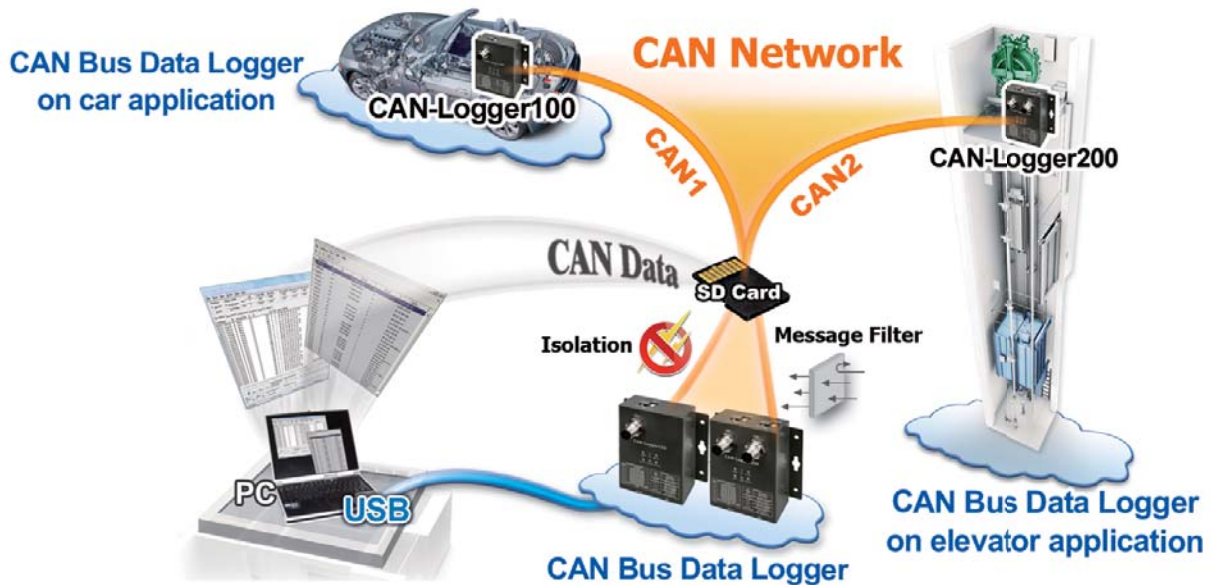 CAN Bus Data Logger
on car application
CAN-Logger100
CAN Network
CAN1
CAN2
CAN-Logger200
CAN Data
SD Card
Isolation
Message Filter
PC
USB
CAN Bus Data Logger
CAN Bus Data Logger
on elevator application